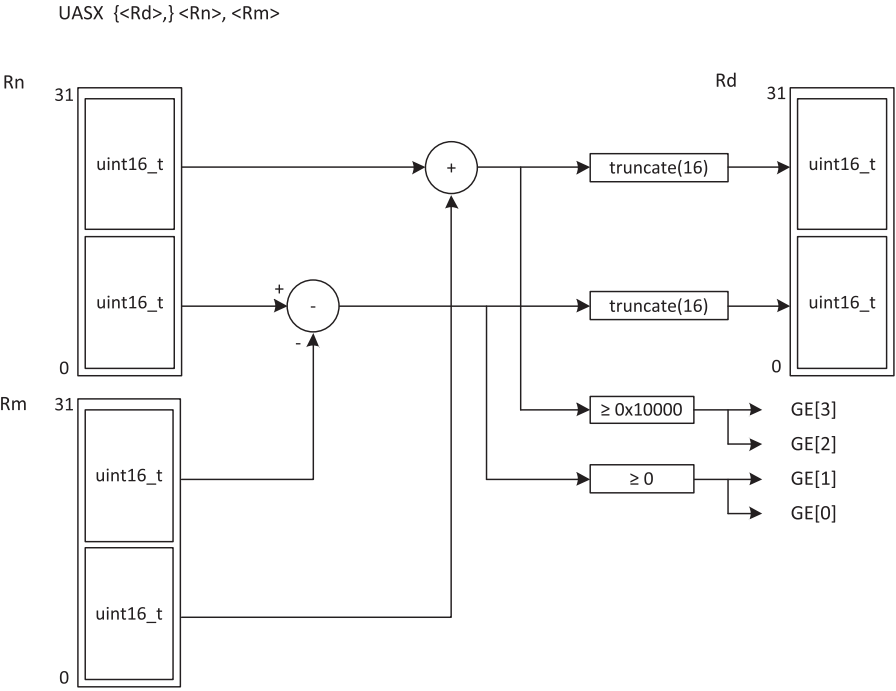 UASX {<Rd>,} <Rn>, <Rm>
Rn
31
uint16_t
uint16_t
0
Rm
31
uint16_t
uint16_t
0
+
+
-
-
truncate(16)
truncate(16)
≥ 0x10000
≥ 0
Rd
31
uint16_t
uint16_t
0
GE[3]
GE[2]
GE[1]
GE[0]